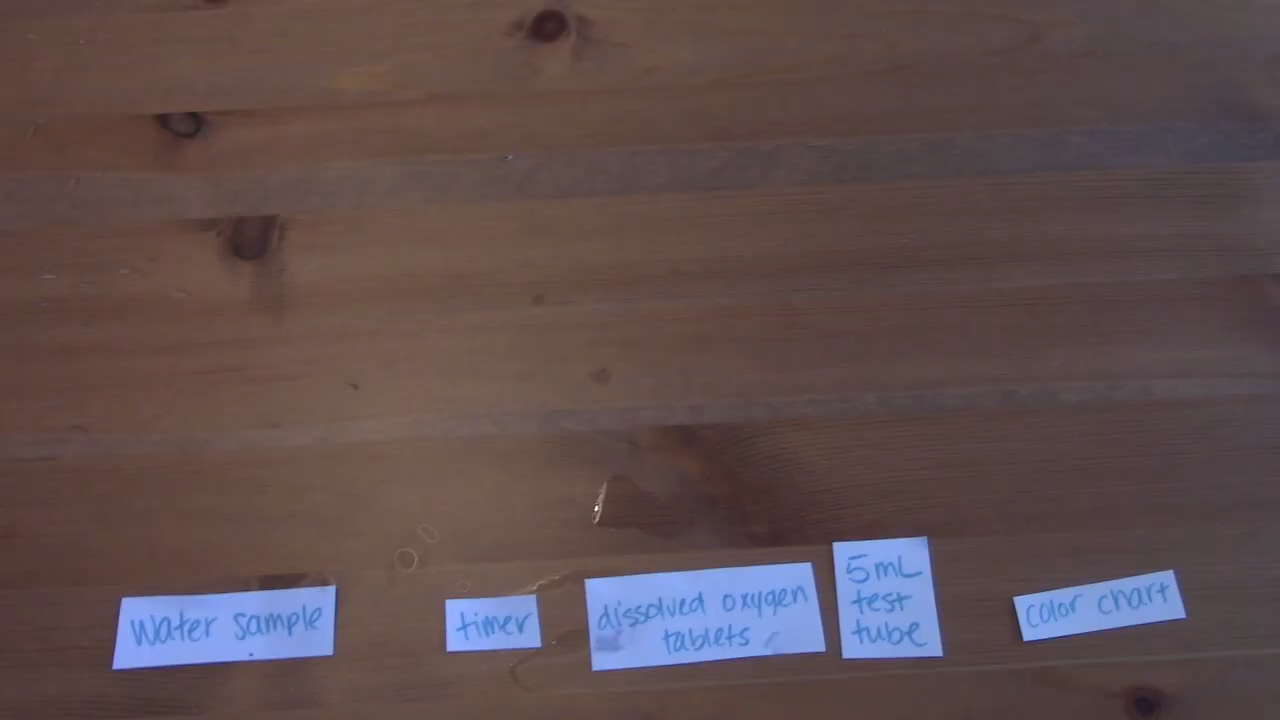 water sample
timer
dissolved oxygen
tablets
5mL
test
tube
color chart